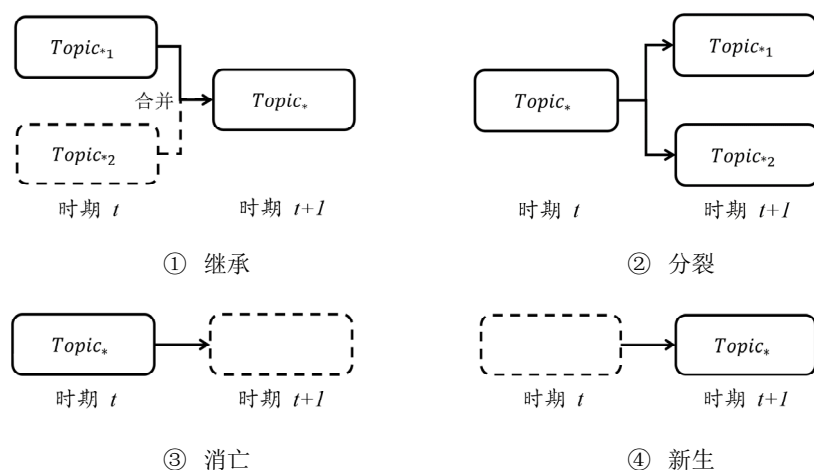 Topic*1
合并
Topic*
Topic*2
时期 t
时期 t+1
① 继承
Topic*1
Topic*
Topic*2
时期 t
时期 t+1
② 分裂
Topic*
时期 t
时期 t+1
③ 消亡
Topic*
时期 t
时期 t+1
④ 新生